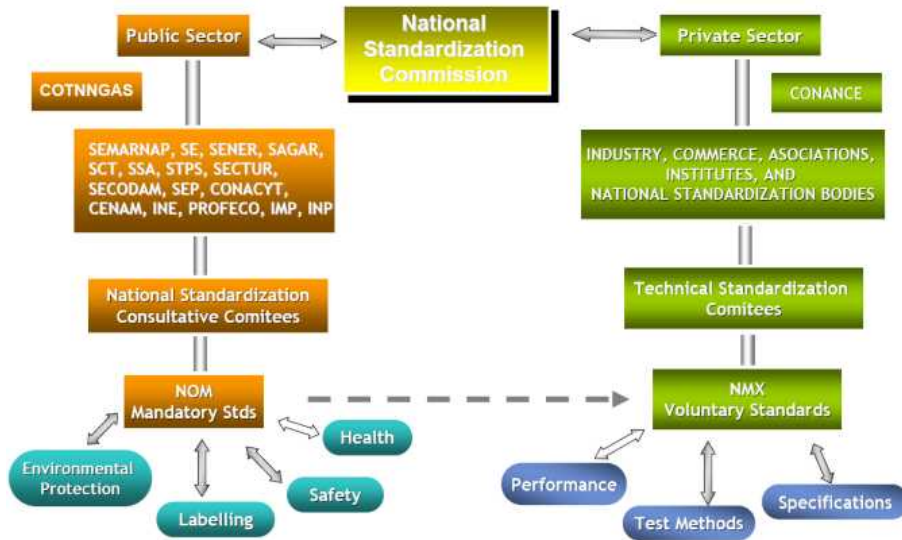 National
Standardization
Commission
Public Sector
Private Sector
COTNNGAS
CONANCE
SEMARNAP, SE, SENER, SAGAR,
SCT, SSA, STPS, SECTUR,
SECODAM, SEP, CONACYT,
CENAM, INE, PROFECO, IMP, INP
INDUSTRY, COMMERCE, ASOCIATIONS,
INSTITUTES, AND
NATIONAL STANDARDIZATION BODIES
National Standardization
Consultative Comitees
Technical Standardization
Comitees
NOM
Mandatory Stds
NMX
Voluntary Standards
Health
Environmental
Protection
Safety
Labelling
Performance
Specifications
Test Methods